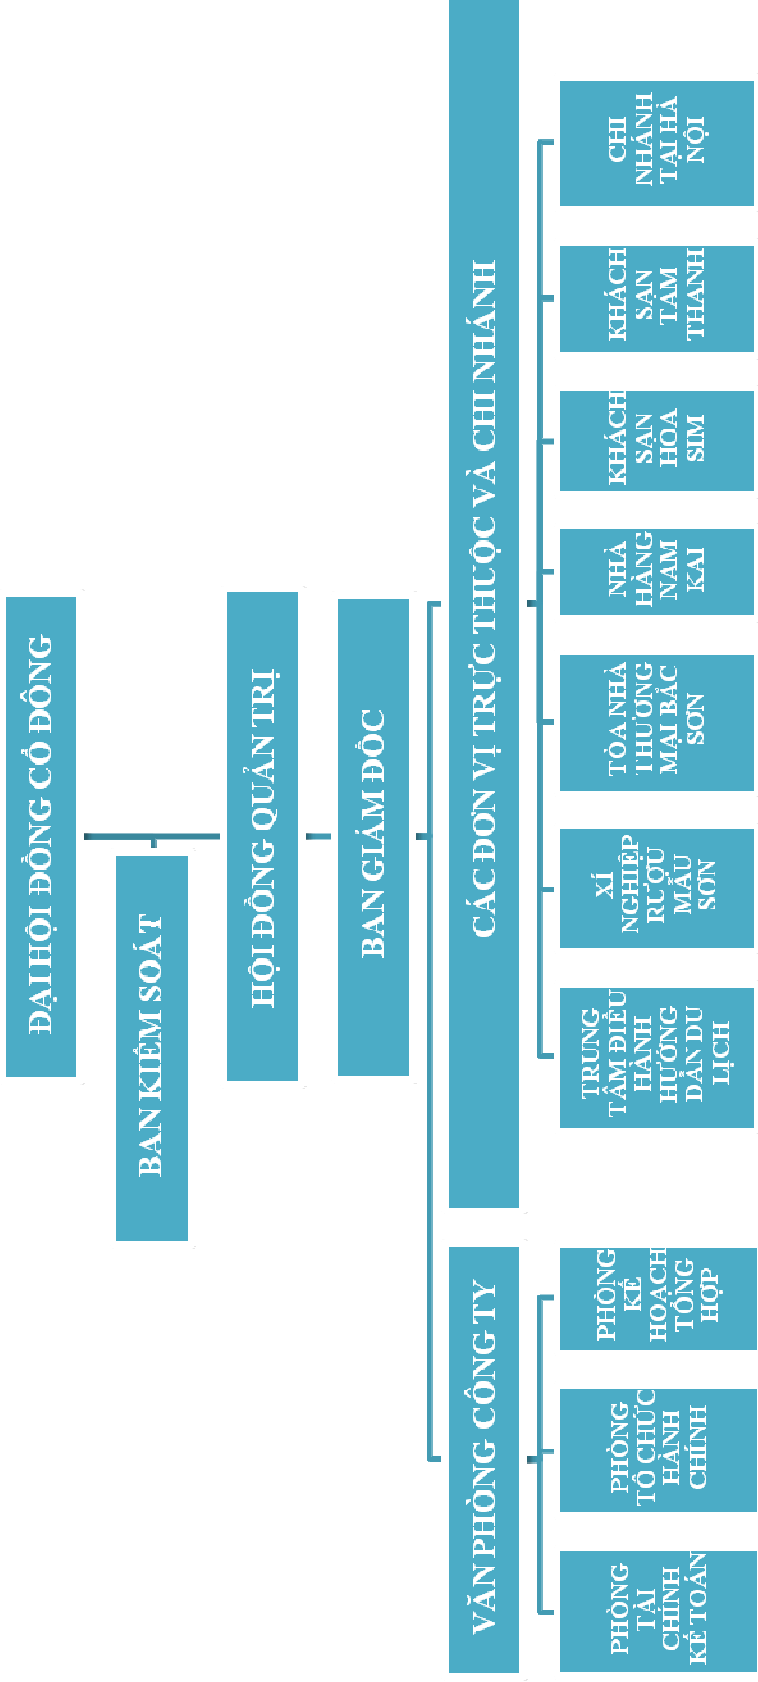 ĐẠI HỘI ĐỒNG CỔ ĐÔNG
BAN KIỂM SOÁT
HỘI ĐỒNG QUẢN TRỊ
BAN GIÁM ĐỐC
VĂN PHÒNG CÔNG TY
CÁC ĐƠN VỊ TRỰC THUỘC VÀ CHI NHÁNH
PHÒNG
TÀI
CHÍNH
KẾ TOÁN
PHÒNG
TỔ CHỨC
HÀNH
CHÍNH
PHÒNG
KẾ
HOẠCH
TỔNG
HỢP
TRUNG
TÂM ĐIỀU
HÀNH
HƯỚNG
DẪN DU
LỊCH
XÍ
NGHIỆP
RƯỢU
MẪU
SƠN
TÒA NHÀ
THƯƠNG
MẠI BẮC
SƠN
NHÀ
HÀNG
NAM
KAI
KHÁCH
SẠN
HOA
SIM
KHÁCH
SẠN
TAM
THANH
CHI
NHÁNH
TẠI HÀ
NỘI